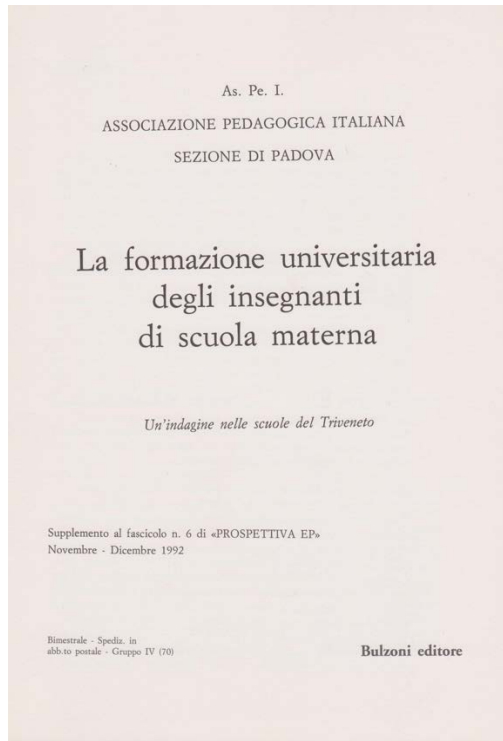 As. Pe. I.
ASSOCIAZIONE PEDAGOGICA ITALIANA
SEZIONE DI PADOVA
La formazione universitaria
degli insegnanti
di scuola materna
Un'indagine nelle scuole del Triveneto
Supplemento al fascicolo n. 6 di «PROSPETTIVA EP»
Novembre - Dicembre 1992
Bimestrale - Spediz. in
abb.to postale - Gruppo IV (70)
Bulzoni editore